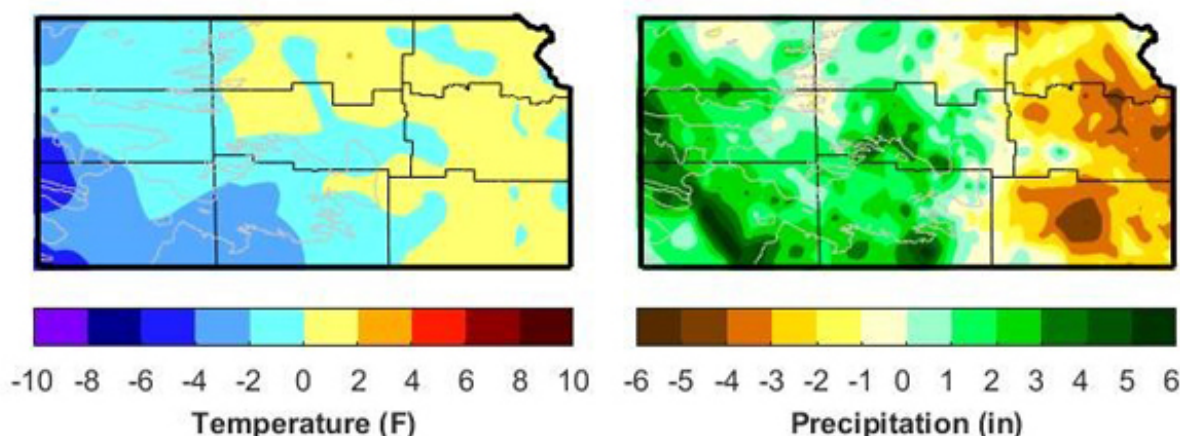 -10 -8 -6 -4 -2 0 2 4 6 8 10
Temperature (F)
-6 -5 -4 -3 -2 -1 0 1 2 3 4 5 6
Precipitation (in)